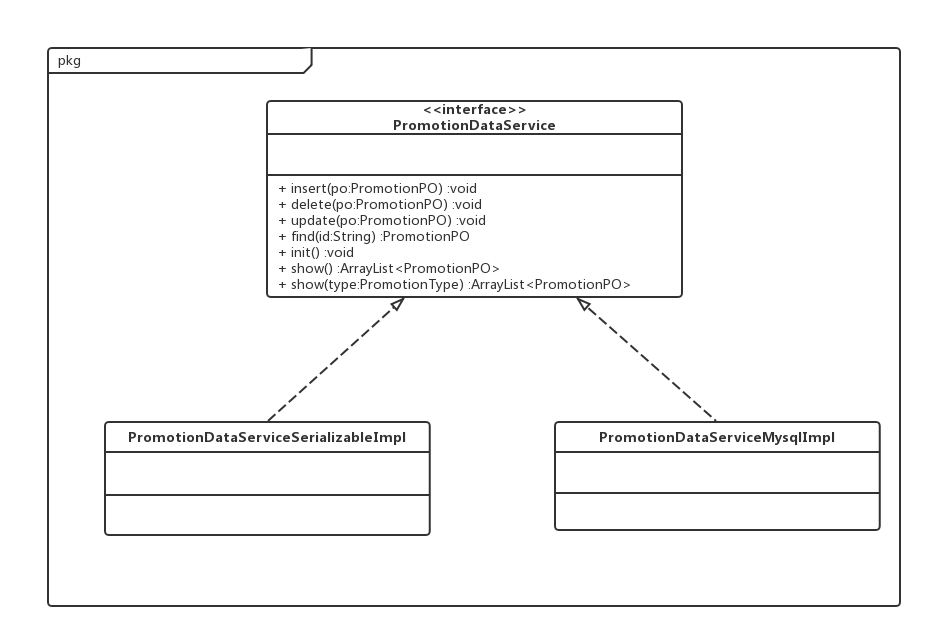 pkg
<<interface>>
PromotionDataService
+ insert(po:PromotionPO) :void
+ delete(po:PromotionPO) :void
+ update(po:PromotionPO) :void
+ find(id:String) :PromotionPO
+ init() :void
+ show() :ArrayList<PromotionPO>
+ show(type:PromotionType) :ArrayList<PromotionPO>
PromotionDataServiceSerializableImpl
PromotionDataServiceMysqlImpl